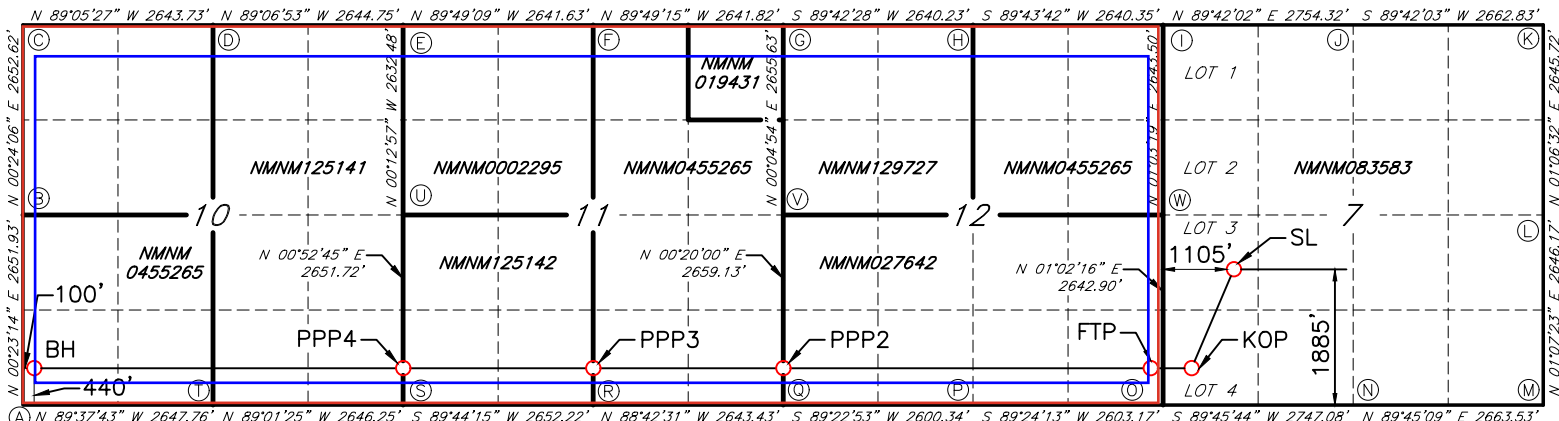 N 89°05'27" W 2643.73' N 89°06'53" W 2644.75' N 89°49'09" W 2641.63' N 89°49'15" W 2641.82' S 89°42'28" W 2640.23' S 89°43'42" W 2640.35' N 89°42'02" E 2754.32' S 89°42'03" W 2662.83'
C D E F G H I J K
N 00°24'06" E 2652.62'
N 00°12'57" W 2632.48'
N 00°04'54" E 2655.63'
N 01°03'19" E 2643.50'
N 01°06'32" E 2645.72'
NMNM
019431
LOT 1
NMNM125141 NMNM0002295 NMNM0455265 NMNM129727 NMNM0455265 LOT 2 NMNM083583
B U V W L
10 11 12 7
LOT 3
SL
1105'
NMNM
0455265
N 00°52'45" E
2651.72'
NMNM125142
N 00°20'00" E
2659.13'
NMNM027642
N 01°02'16" E
2642.90'
N 00°23'14" E 2651.93'
N 01°07'23" E 2646.17'
100'
BH
PPP4 PPP3 PPP2 FTP KOP
1885'
440'
LOT 4
A T S R Q P O N M
N 89°37'43" W 2647.76' N 89°01'25" W 2646.25' S 89°44'15" W 2652.22' N 88°42'31" W 2643.43' S 89°22'53" W 2600.34' S 89°24'13" W 2603.17' S 89°45'44" W 2747.08' N 89°45'09" E 2663.53'